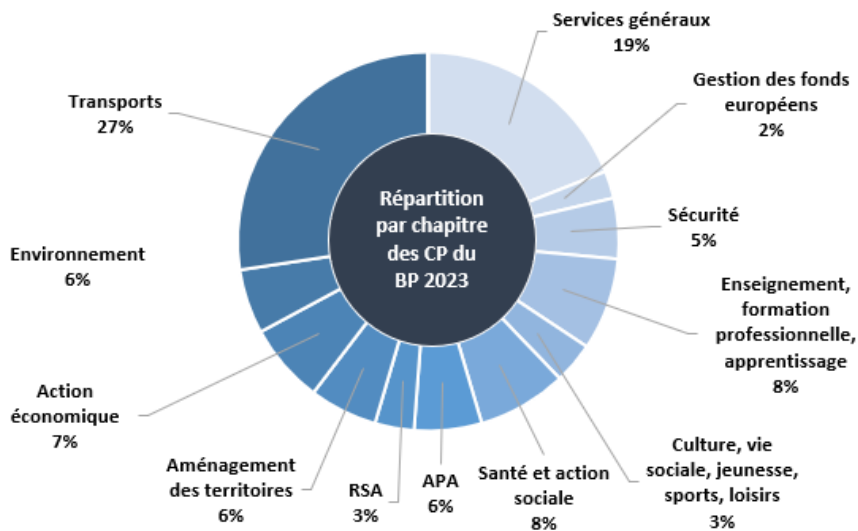 Services généraux
19%
Gestion des fonds
européens
2%
Sécurité
5%
Enseignement,
formation
professionnelle,
apprentissage
8%
Culture, vie
sociale, jeunesse,
sports, loisirs
3%
Santé et action
sociale
8%
APA
6%
RSA
3%
Aménagement
des territoires
6%
Action
économique
7%
Environnement
6%
Transports
27%
Répartition
par chapitre
des CP du
BP 2023